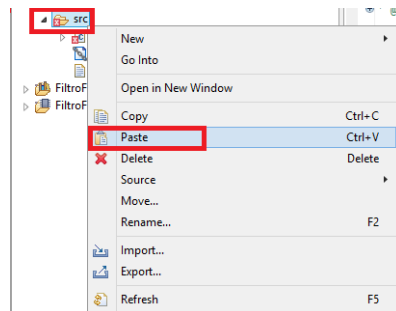 src
New
Go Into
FiltroF
Open in New Window
FiltroF
Copy Ctrl+C
Paste Ctrl+V
Delete Delete
Source
Move...
Rename... F2
Import...
Export...
Refresh F5